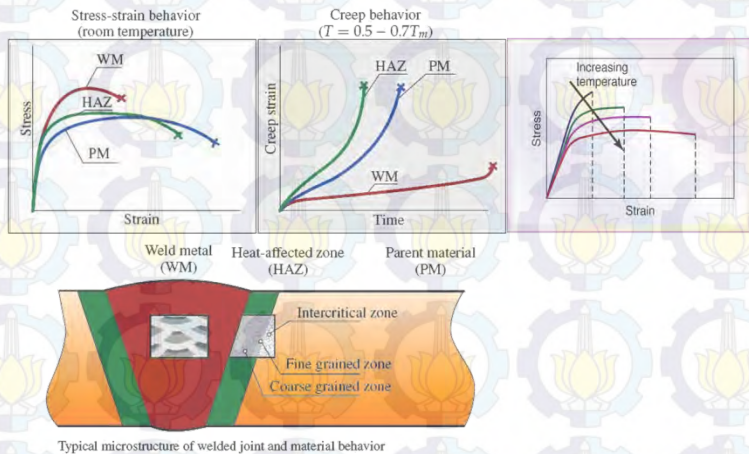 Stress-strain behavior
(room temperature)
WM
HAZ
PM
Stress
Strain
Creep behavior
(T = 0.5 – 0.7Tₘ)
HAZ
PM
WM
Creep strain
Time
Increasing
temperature
Stress
Strain
Weld metal
(WM)
Heat-affected zone
(HAZ)
Parent material
(PM)
Intercritical zone
Fine grained zone
Coarse grained zone
Typical microstructure of welded joint and material behavior